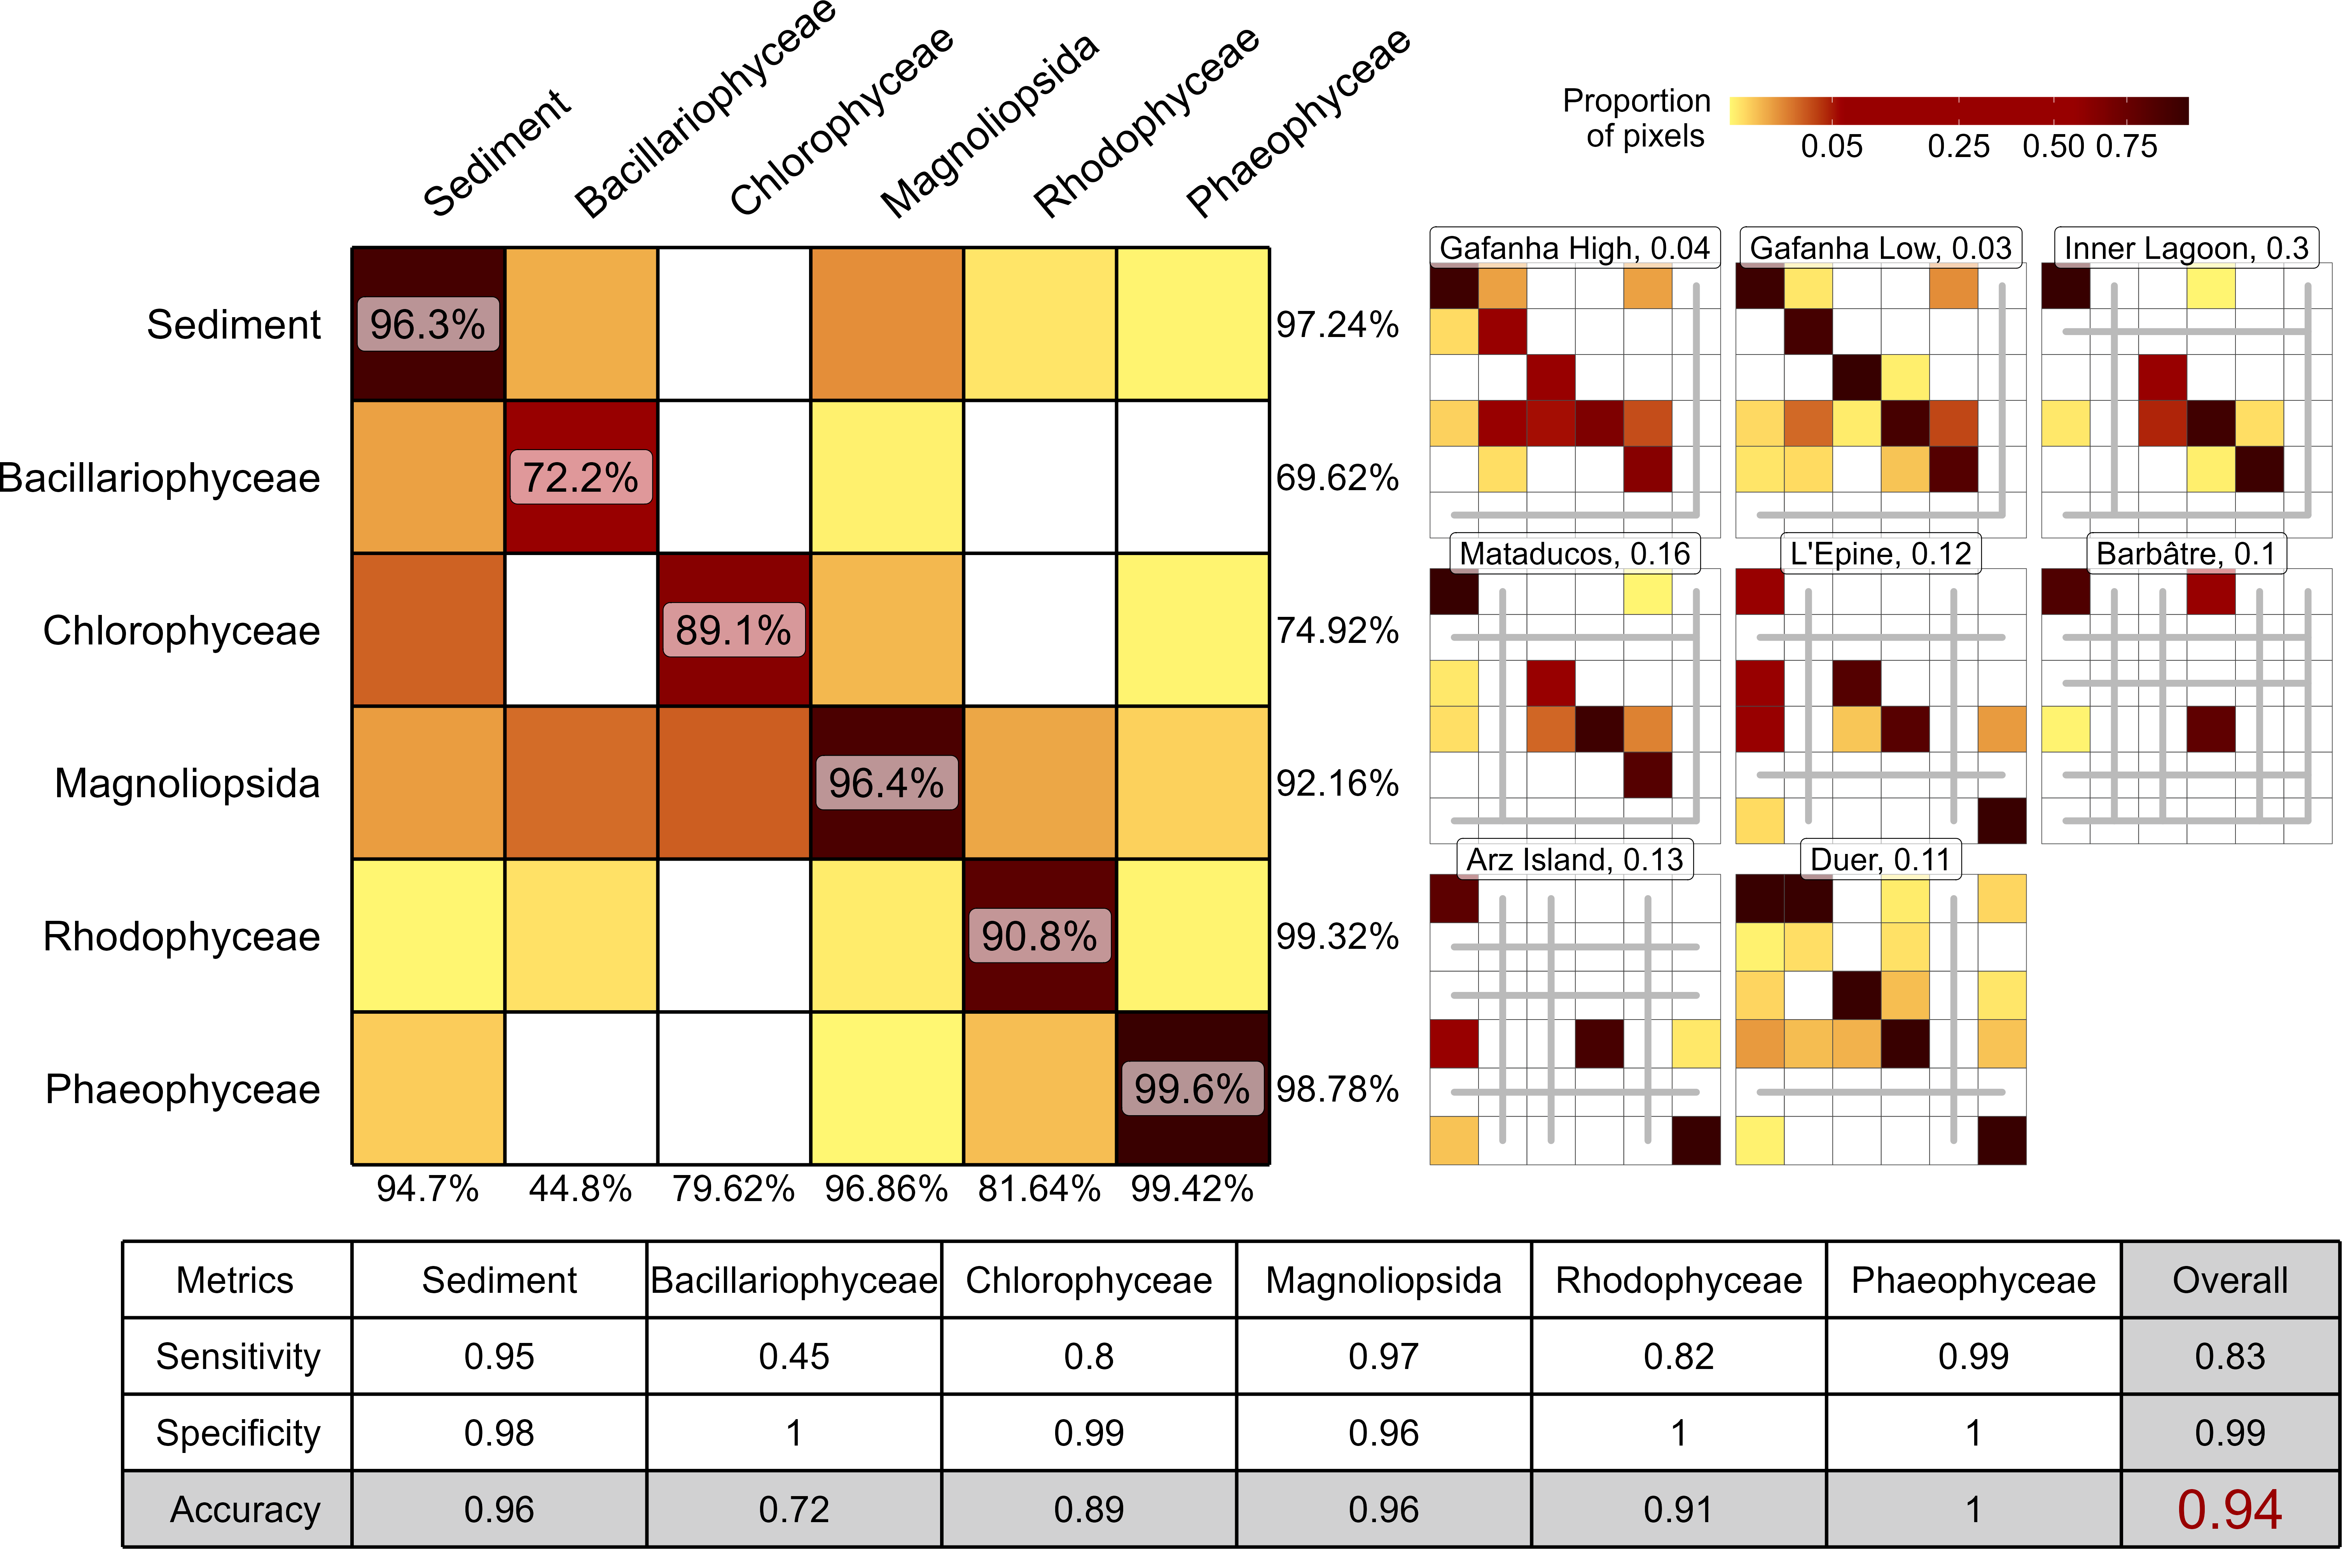 Sediment
Bacillariophyceae
Chlorophyceae
Magnoliopsida
Rhodophyceae
Phaeophyceae
Proportion
of pixels
0.05 0.25 0.50 0.75
Sediment 96.3% 97.24%
Bacillariophyceae 72.2% 69.62%
Chlorophyceae 89.1% 74.92%
Magnoliopsida 96.4% 92.16%
Rhodophyceae 90.8% 99.32%
Phaeophyceae 99.6% 98.78%
94.7% 44.8% 79.62% 96.86% 81.64% 99.42%
Gafanha High, 0.04 Gafanha Low, 0.03 Inner Lagoon, 0.3
Mataducos, 0.16 L'Epine, 0.12 Barbâtre, 0.1
Arz Island, 0.13 Duer, 0.11
Metrics Sediment Bacillariophyceae Chlorophyceae Magnoliopsida Rhodophyceae Phaeophyceae Overall
Sensitivity 0.95 0.45 0.8 0.97 0.82 0.99 0.83
Specificity 0.98 1 0.99 0.96 1 1 0.99
Accuracy 0.96 0.72 0.89 0.96 0.91 1 0.94